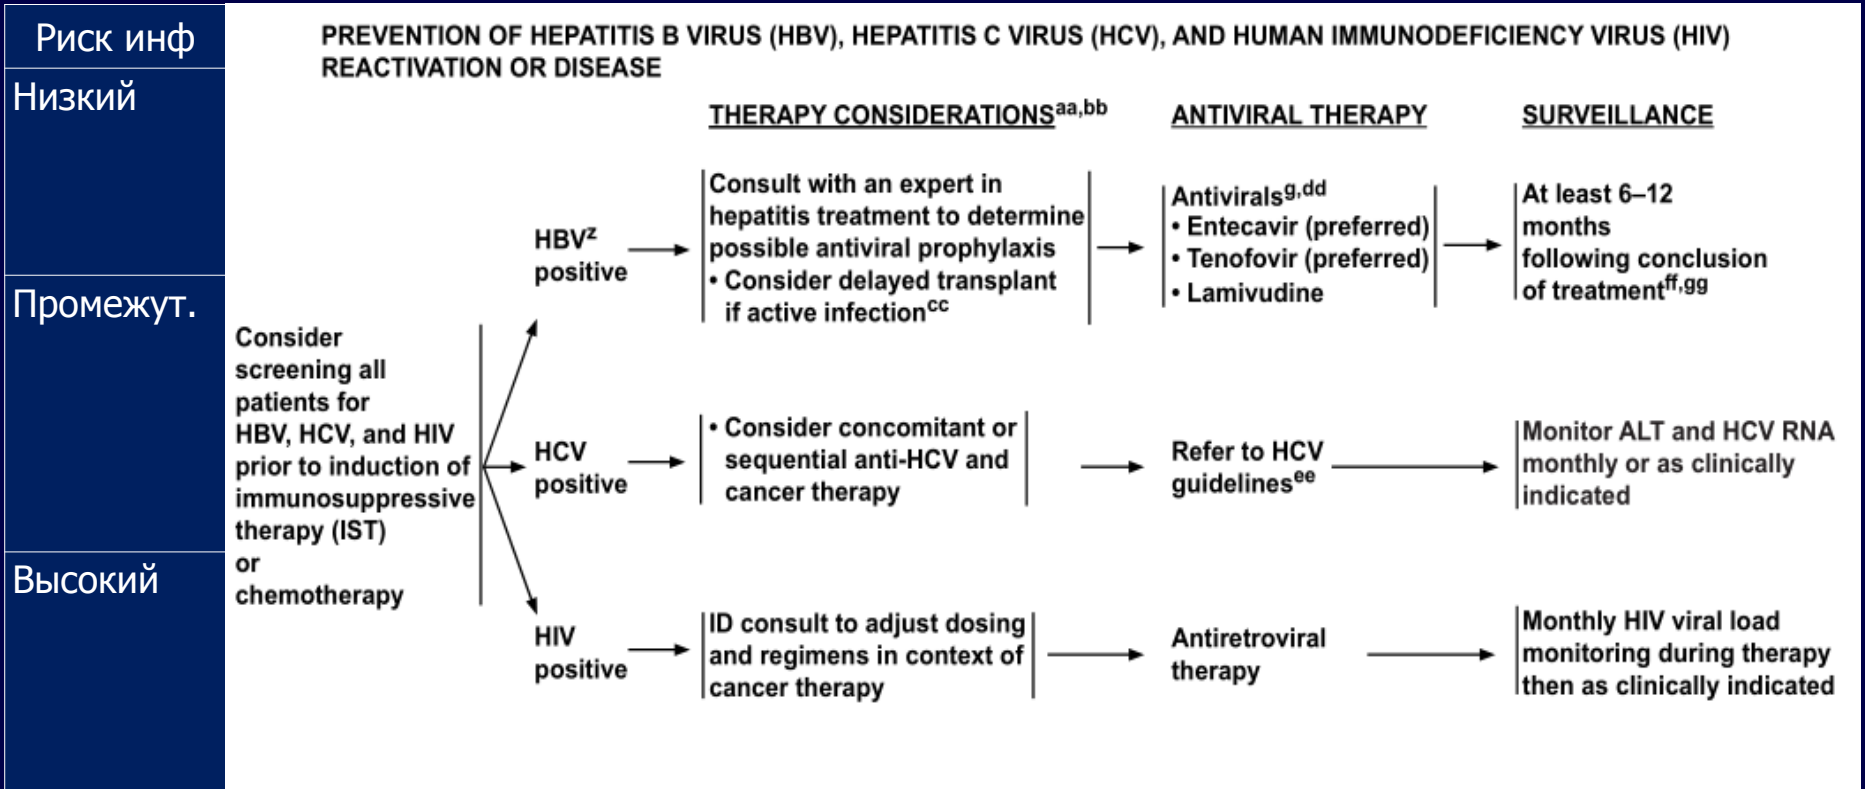 Риск инф
Низкий
Промежут.
Высокий
PREVENTION OF HEPATITIS B VIRUS (HBV), HEPATITIS C VIRUS (HCV), AND HUMAN IMMUNODEFICIENCY VIRUS (HIV)
REACTIVATION OR DISEASE
THERAPY CONSIDERATIONSaa,bb
ANTIVIRAL THERAPY
SURVEILLANCE
Consider
screening all
patients for
HBV, HCV, and HIV
prior to induction of
immunosuppressive
therapy (IST)
or
chemotherapy
HBVz
positive
Consult with an expert in
hepatitis treatment to determine
possible antiviral prophylaxis
• Consider delayed transplant
if active infectioncc
Antiviralsg,dd
• Entecavir (preferred)
• Tenofovir (preferred)
• Lamivudine
At least 6–12
months
following conclusion
of treatmentff,gg
HCV
positive
• Consider concomitant or
sequential anti-HCV and
cancer therapy
Refer to HCV
guidelinesee
Monitor ALT and HCV RNA
monthly or as clinically
indicated
HIV
positive
ID consult to adjust dosing
and regimens in context of
cancer therapy
Antiretroviral
therapy
Monthly HIV viral load
monitoring during therapy
then as clinically indicated